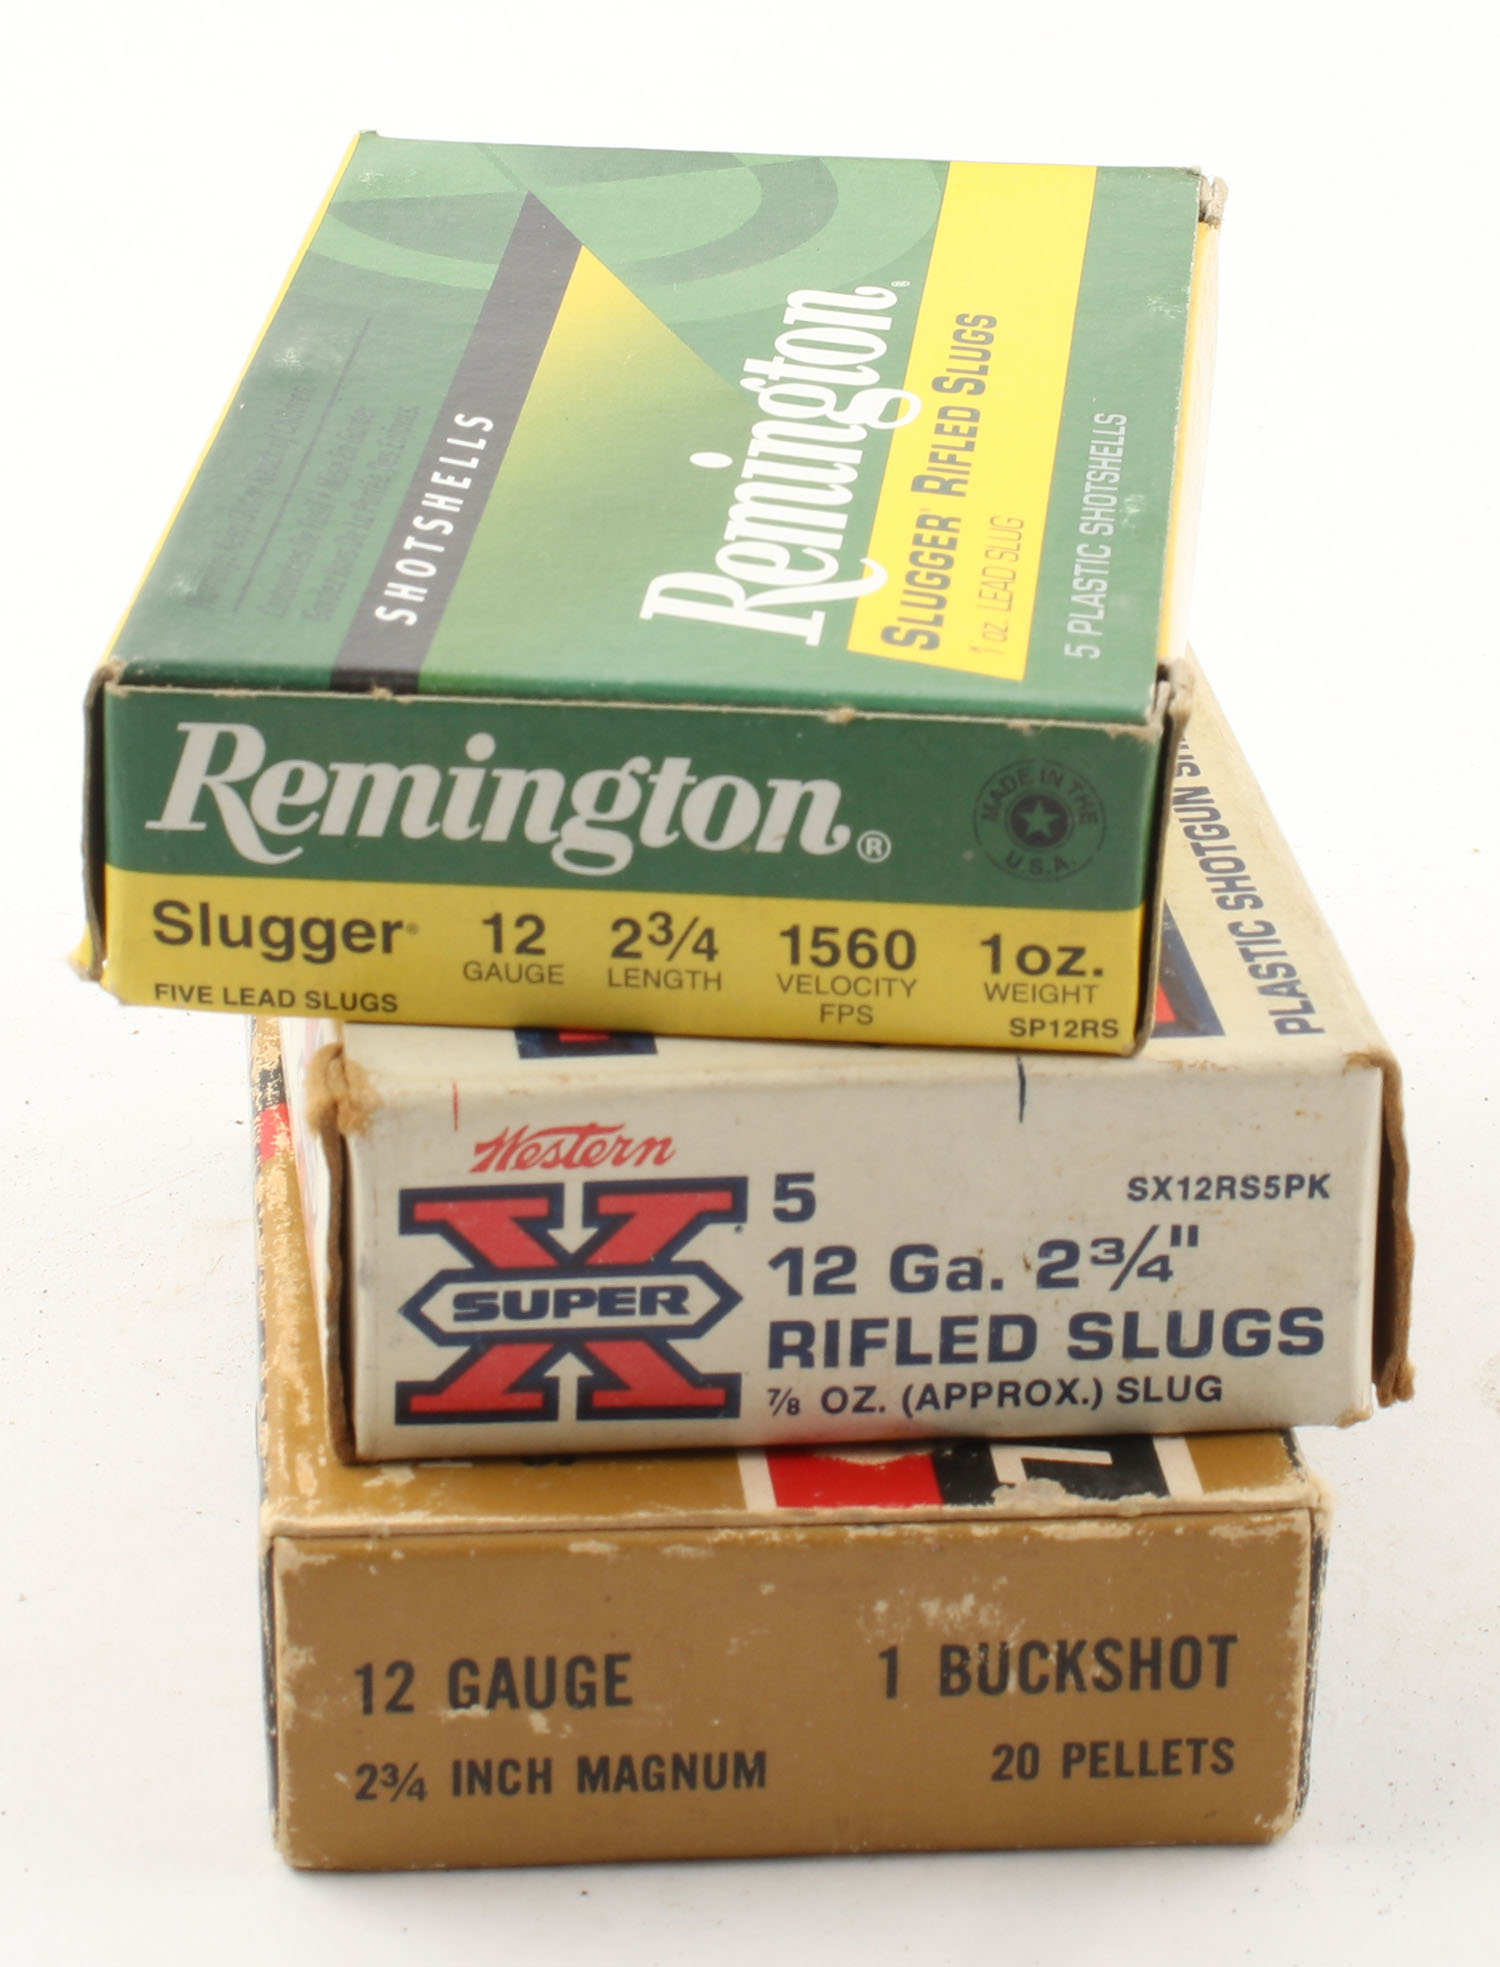 SHOTSHELLS
Remington®
SLUGGER® RIFLED SLUGS
1 oz. LEAD SLUG
5 PLASTIC SHOTSHELLS
Remington®
MADE IN THE
U.S.A.
Slugger®
FIVE LEAD SLUGS
12
GAUGE
2¾
LENGTH
1560
VELOCITY
FPS
1 oz.
WEIGHT
SP12RS
PLASTIC SHOTGUN
Western
SUPER X
5
SX12RS5PK
12 Ga. 2¾"
RIFLED SLUGS
⅞ OZ. (APPROX.) SLUG
7
12 GAUGE
1 BUCKSHOT
2¾ INCH MAGNUM
20 PELLETS